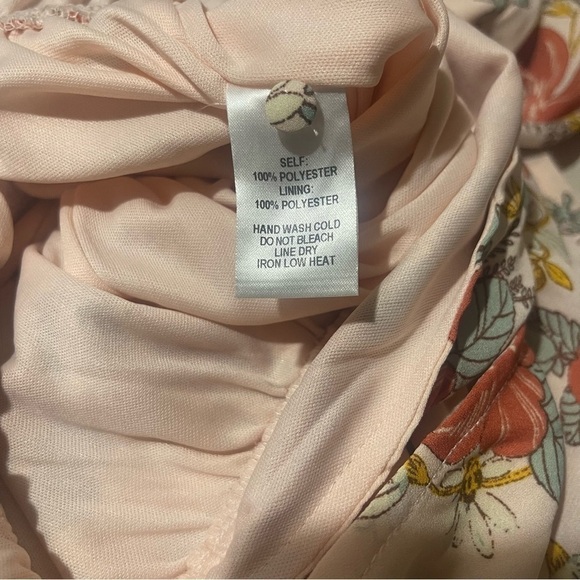 SELF:
100% POLYESTER
LINING:
100% POLYESTER
HAND WASH COLD
DO NOT BLEACH
LINE DRY
IRON LOW HEAT